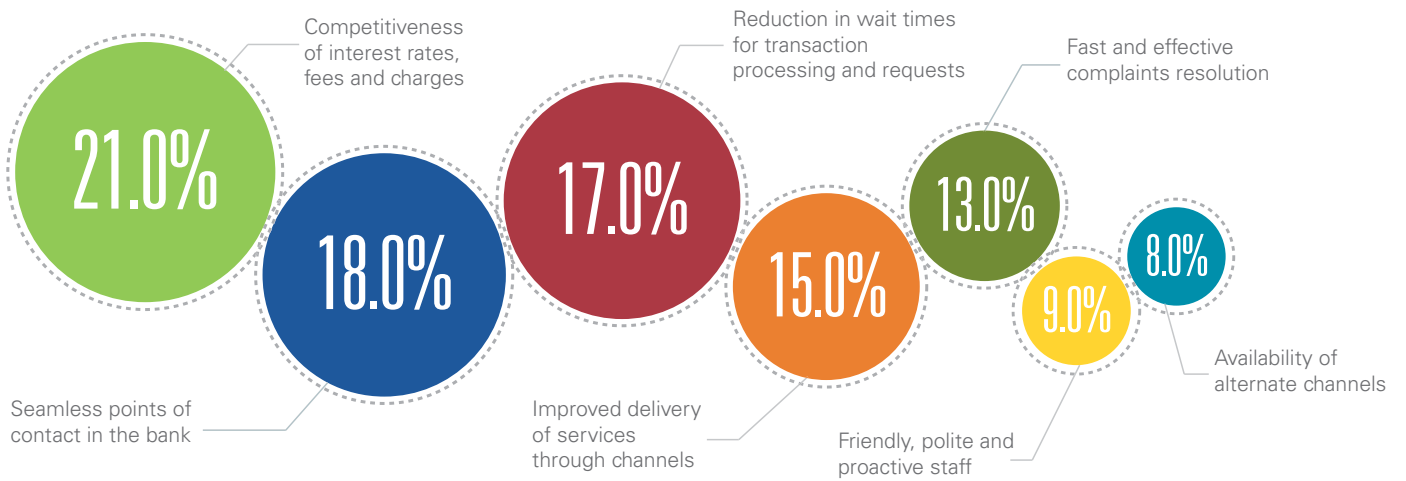 Competitiveness
of interest rates,
fees and charges
21.0%
Seamless points of
contact in the bank
18.0%
Reduction in wait times
for transaction
processing and requests
17.0%
Improved delivery
of services
through channels
15.0%
Fast and effective
complaints resolution
13.0%
Friendly, polite and
proactive staff
9.0%
Availability of
alternate channels
8.0%